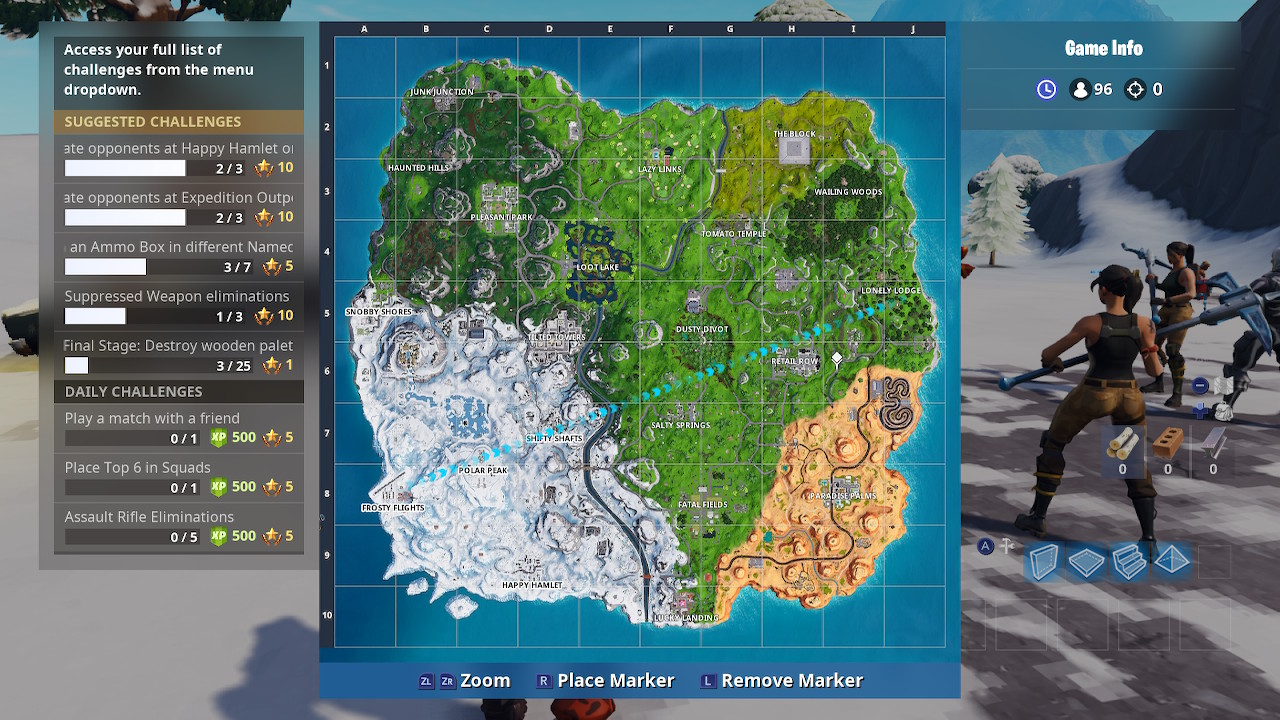 Access your full list of
challenges from the menu
dropdown.
SUGGESTED CHALLENGES
ate opponents at Happy Hamlet or
2 / 3 10
ate opponents at Expedition Outpo
2 / 3 10
an Ammo Box in different Named
3 / 7 5
Suppressed Weapon eliminations
1 / 3 10
Final Stage: Destroy wooden palet
3 / 25 1
DAILY CHALLENGES
Play a match with a friend
0 / 1 XP 500 5
Place Top 6 in Squads
0 / 1 XP 500 5
Assault Rifle Eliminations
0 / 5 XP 500 5
A B C D E F G H I J
1
2
3
4
5
6
7
8
9
10
JUNK JUNCTION
THE BLOCK
HAUNTED HILLS
LAZY LINKS
WAILING WOODS
PLEASANT PARK
TOMATO TEMPLE
LOOT LAKE
LONELY LODGE
SNOBBY SHORES
DUSTY DIVOT
TILTED TOWERS
RETAIL ROW
SALTY SPRINGS
SHIFTY SHAFTS
POLAR PEAK
PARADISE PALMS
FATAL FIELDS
FROSTY FLIGHTS
HAPPY HAMLET
LUCKY LANDING
ZL ZR Zoom R Place Marker L Remove Marker
Game Info
96 0
0 0 0
A